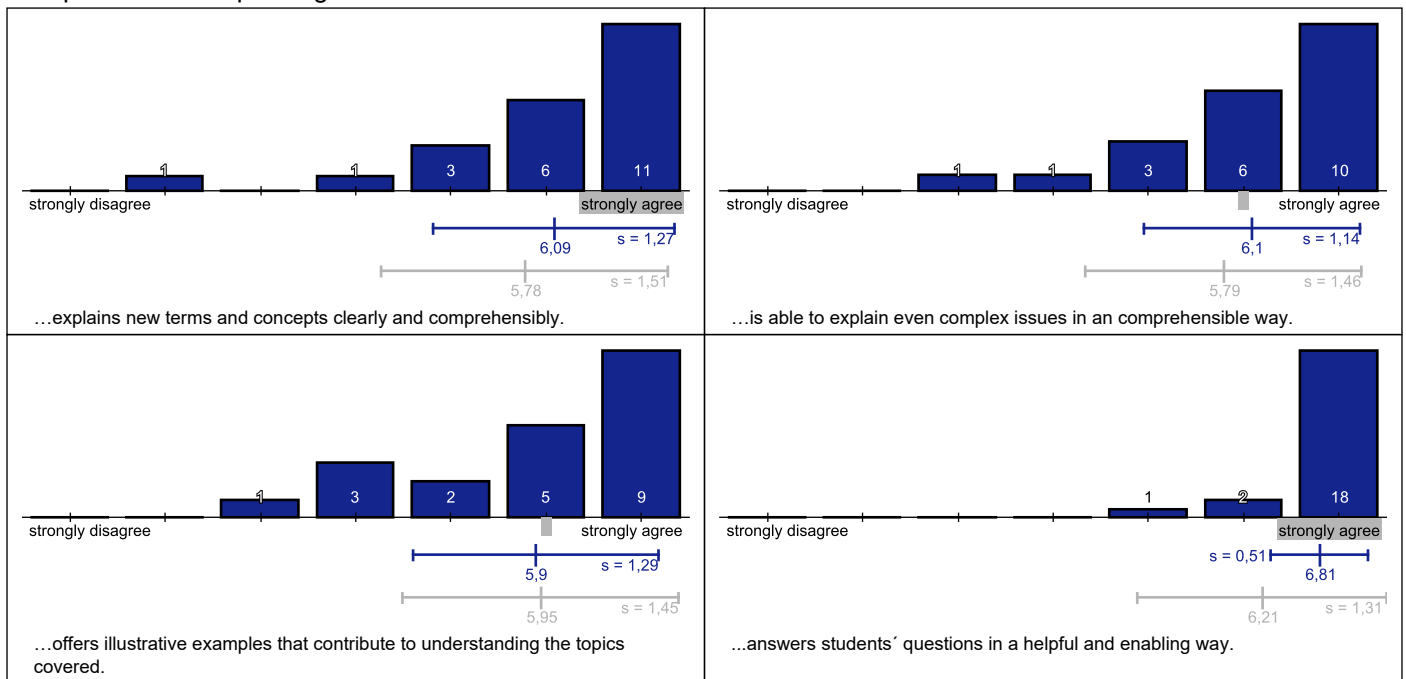 1
1
3
6
11
strongly disagree
strongly agree
s = 1,27
6,09
s = 1,51
5,78
…explains new terms and concepts clearly and comprehensibly.
1
1
3
6
10
strongly disagree
strongly agree
s = 1,14
6,1
s = 1,46
5,79
…is able to explain even complex issues in an comprehensible way.
1
3
2
5
9
strongly disagree
strongly agree
s = 1,29
5,9
s = 1,45
5,95
…offers illustrative examples that contribute to understanding the topics
covered.
1
2
18
strongly disagree
strongly agree
s = 0,51
6,81
s = 1,31
6,21
...answers students´ questions in a helpful and enabling way.